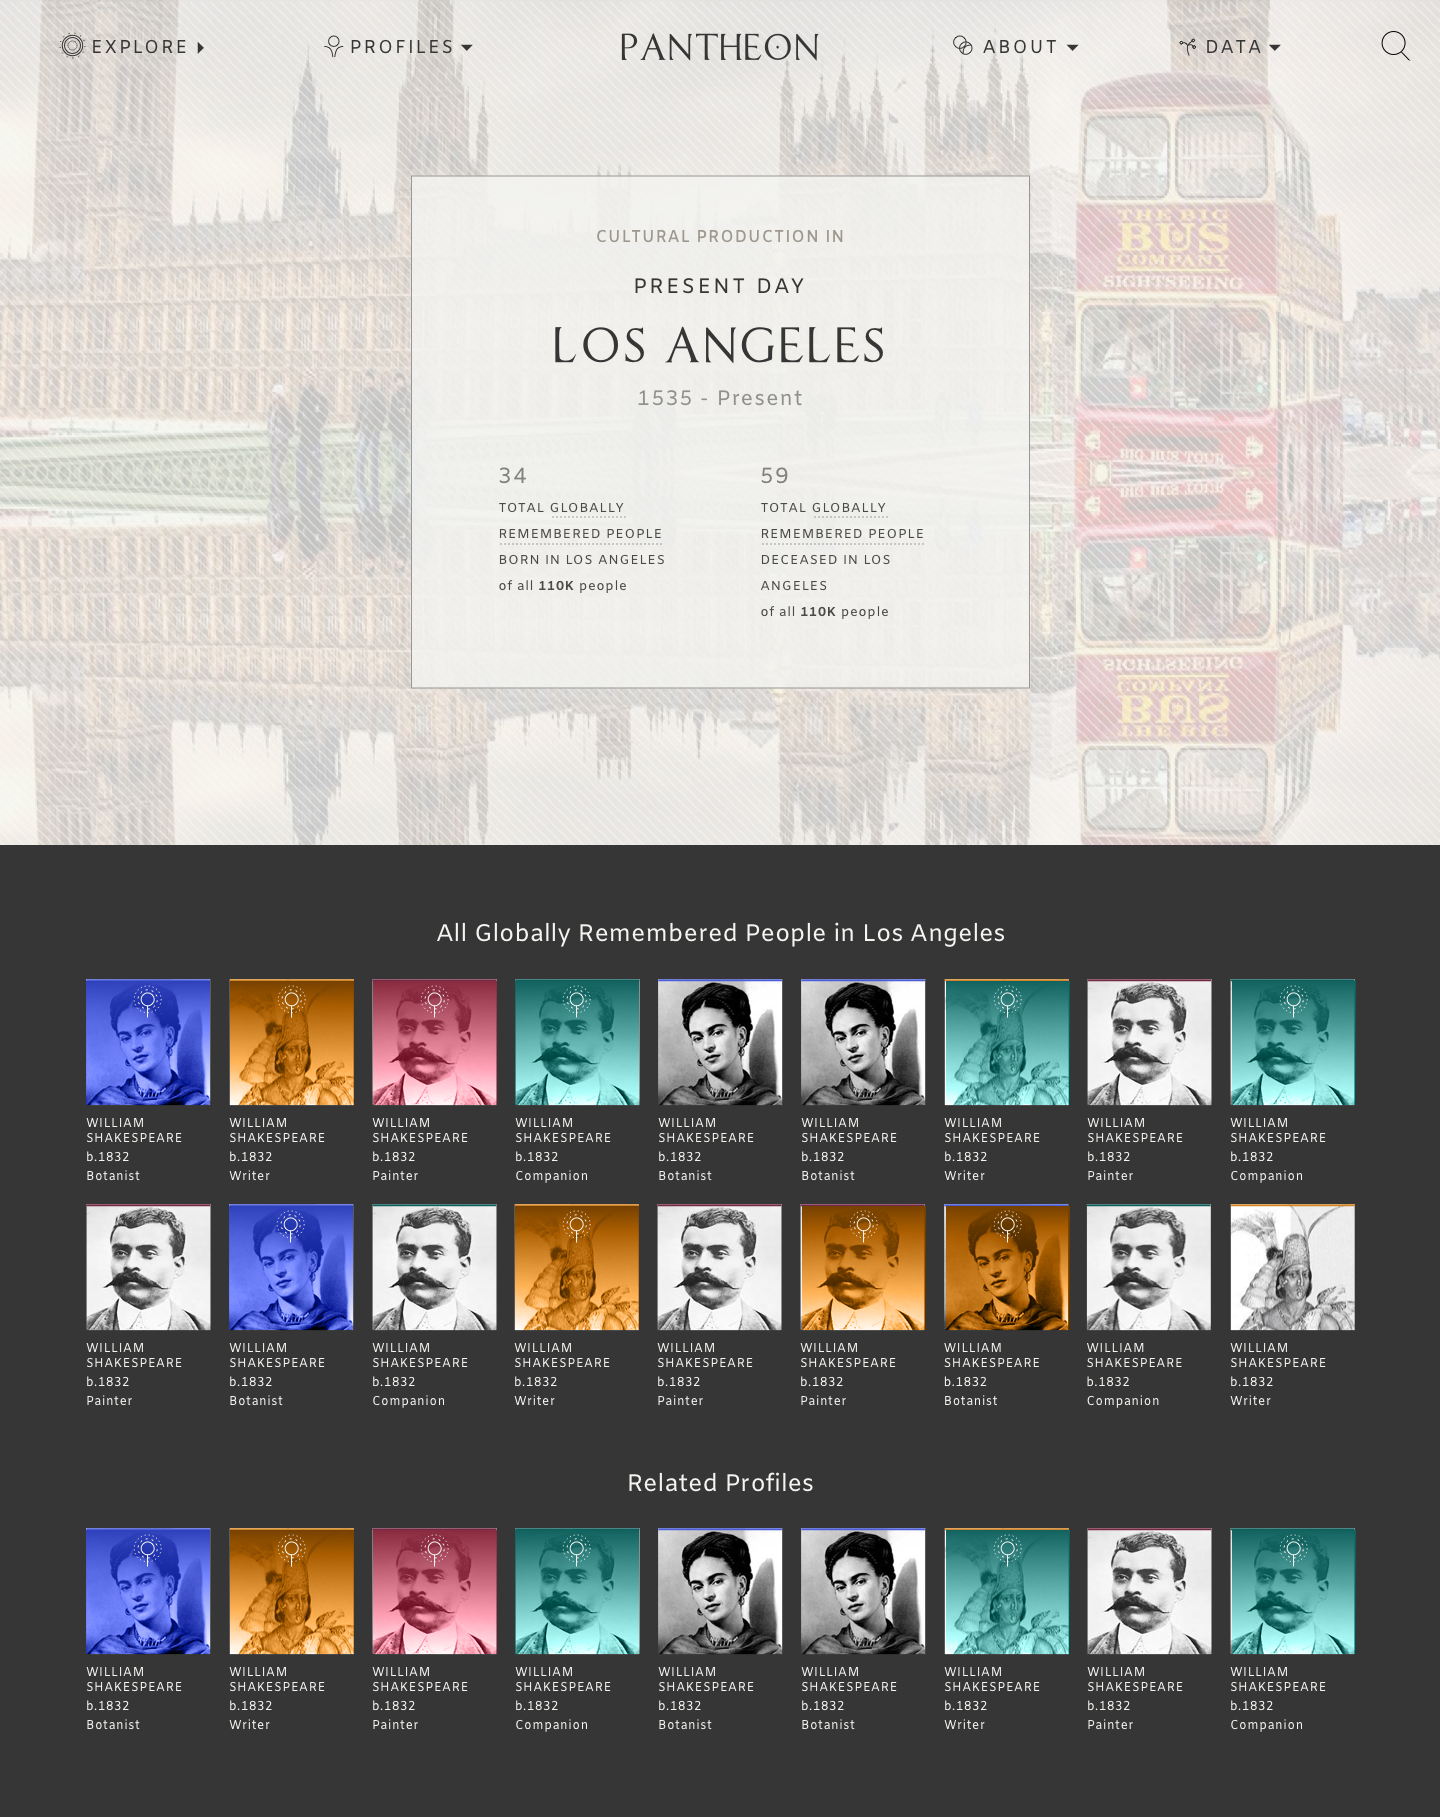 EXPLORE
PROFILES
PANTHEON
ABOUT
DATA
THE BIG
BUS
COMPANY
SIGHTSEEING
CULTURAL PRODUCTION IN
PRESENT DAY
LOS ANGELES
1535 - Present
34
TOTAL GLOBALLY
REMEMBERED PEOPLE
BORN IN LOS ANGELES
of all 110K people
59
TOTAL GLOBALLY
REMEMBERED PEOPLE
DECEASED IN LOS
ANGELES
of all 110K people
BIG BUS TOUR
BIG BUS TOUR
SIGHTSEEING
COMPANY
BUS
THE BIG
All Globally Remembered People in Los Angeles
WILLIAM
SHAKESPEARE
b.1832
Botanist
WILLIAM
SHAKESPEARE
b.1832
Writer
WILLIAM
SHAKESPEARE
b.1832
Painter
WILLIAM
SHAKESPEARE
b.1832
Companion
WILLIAM
SHAKESPEARE
b.1832
Botanist
WILLIAM
SHAKESPEARE
b.1832
Botanist
WILLIAM
SHAKESPEARE
b.1832
Writer
WILLIAM
SHAKESPEARE
b.1832
Painter
WILLIAM
SHAKESPEARE
b.1832
Companion
WILLIAM
SHAKESPEARE
b.1832
Painter
WILLIAM
SHAKESPEARE
b.1832
Botanist
WILLIAM
SHAKESPEARE
b.1832
Companion
WILLIAM
SHAKESPEARE
b.1832
Writer
WILLIAM
SHAKESPEARE
b.1832
Painter
WILLIAM
SHAKESPEARE
b.1832
Painter
WILLIAM
SHAKESPEARE
b.1832
Botanist
WILLIAM
SHAKESPEARE
b.1832
Companion
WILLIAM
SHAKESPEARE
b.1832
Writer
Related Profiles
WILLIAM
SHAKESPEARE
b.1832
Botanist
WILLIAM
SHAKESPEARE
b.1832
Writer
WILLIAM
SHAKESPEARE
b.1832
Painter
WILLIAM
SHAKESPEARE
b.1832
Companion
WILLIAM
SHAKESPEARE
b.1832
Botanist
WILLIAM
SHAKESPEARE
b.1832
Botanist
WILLIAM
SHAKESPEARE
b.1832
Writer
WILLIAM
SHAKESPEARE
b.1832
Painter
WILLIAM
SHAKESPEARE
b.1832
Companion